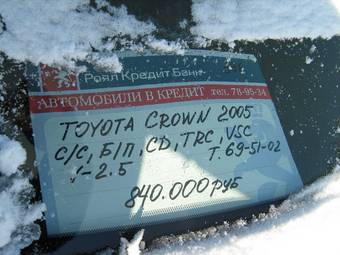 Роял Кредит Банк
АВТОМОБИЛИ В КРЕДИТ тел. 78-95-34
TOYOTA CROWN 2005
С/С, Б/П, CD, TRC, VSC
V-2.5 Т. 69-51-02
840.000 руб